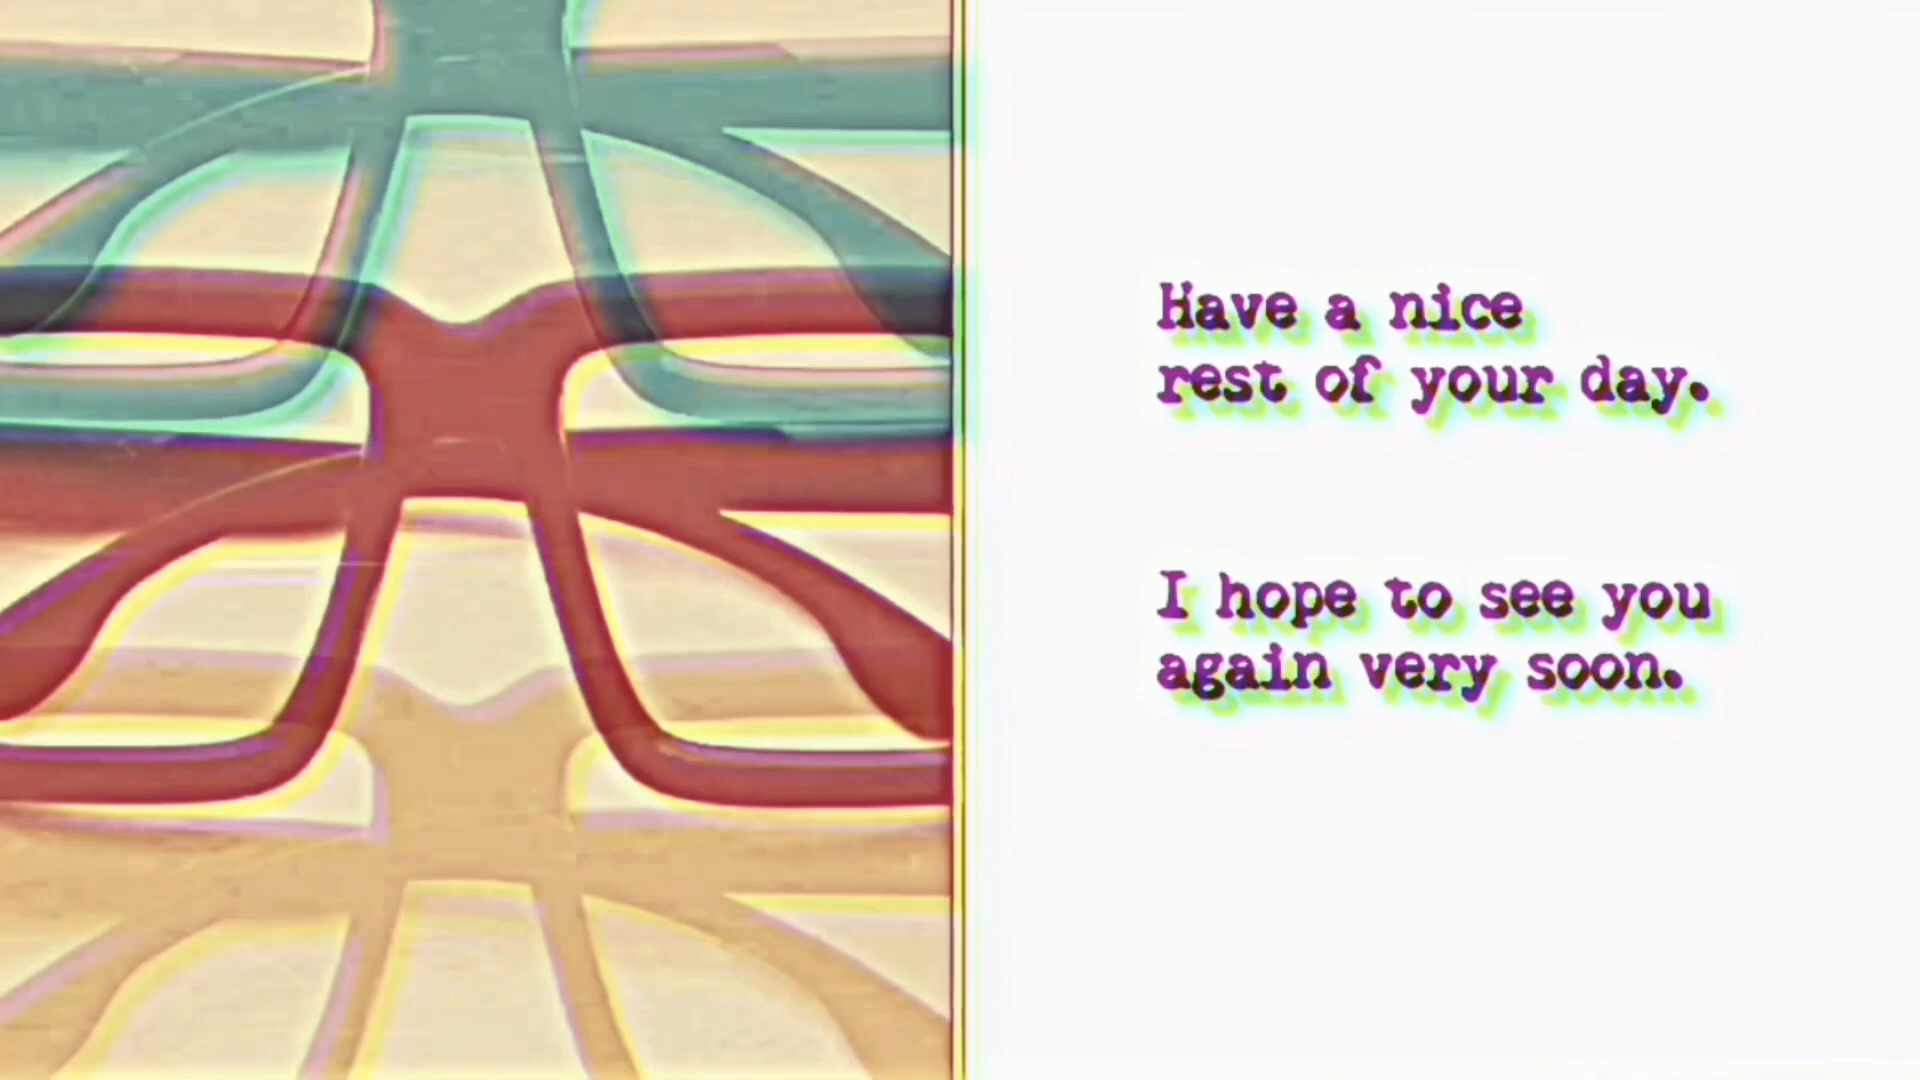 Have a nice
rest of your day.
I hope to see you
again very soon.